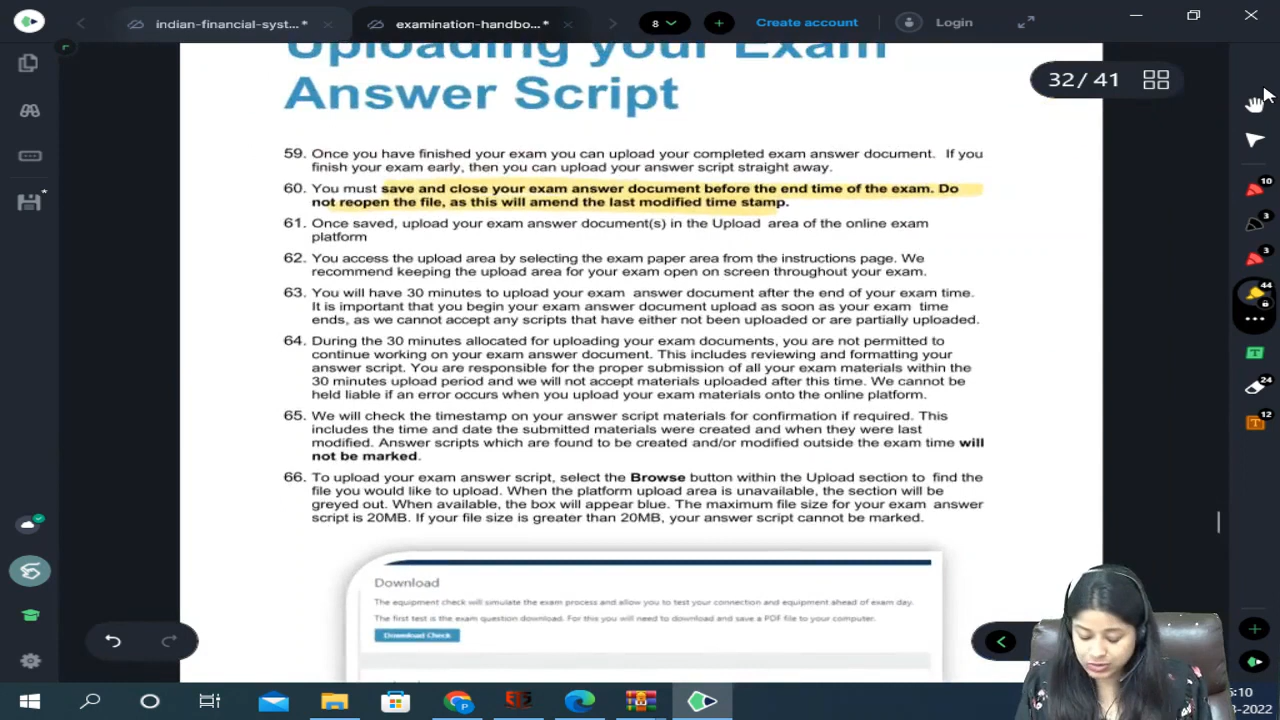 indian-financial-syst...*
examination-handbo...*
8
Create account
Login
Uploading your Exam
Answer Script
32 / 41
59. Once you have finished your exam you can upload your completed exam answer document. If you
finish your exam early, then you can upload your answer script straight away.
60. You must save and close your exam answer document before the end time of the exam. Do
not reopen the file, as this will amend the last modified time stamp.
61. Once saved, upload your exam answer document(s) in the Upload area of the online exam
platform
62. You access the upload area by selecting the exam paper area from the instructions page. We
recommend keeping the upload area for your exam open on screen throughout your exam.
63. You will have 30 minutes to upload your exam answer document after the end of your exam time.
It is important that you begin your exam answer document upload as soon as your exam time
ends, as we cannot accept any scripts that have either not been uploaded or are partially uploaded.
64. During the 30 minutes allocated for uploading your exam documents, you are not permitted to
continue working on your exam answer document. This includes reviewing and formatting your
answer script. You are responsible for the proper submission of all your exam materials within the
30 minutes upload period and we will not accept materials uploaded after this time. We cannot be
held liable if an error occurs when you upload your exam materials onto the online platform.
65. We will check the timestamp on your answer script materials for confirmation if required. This
includes the time and date the submitted materials were created and when they were last
modified. Answer scripts which are found to be created and/or modified outside the exam time will
not be marked.
66. To upload your exam answer script, select the Browse button within the Upload section to find the
file you would like to upload. When the platform upload area is unavailable, the section will be
greyed out. When available, the box will appear blue. The maximum file size for your exam answer
script is 20MB. If your file size is greater than 20MB, your answer script cannot be marked.
Download
The equipment check will simulate the exam process and allow you to test your connection and equipment ahead of exam day.
The first test is the exam question download. For this you will need to download and save a PDF file to your computer.
Download Check
10
3
3
44
24
12
:10
-2022